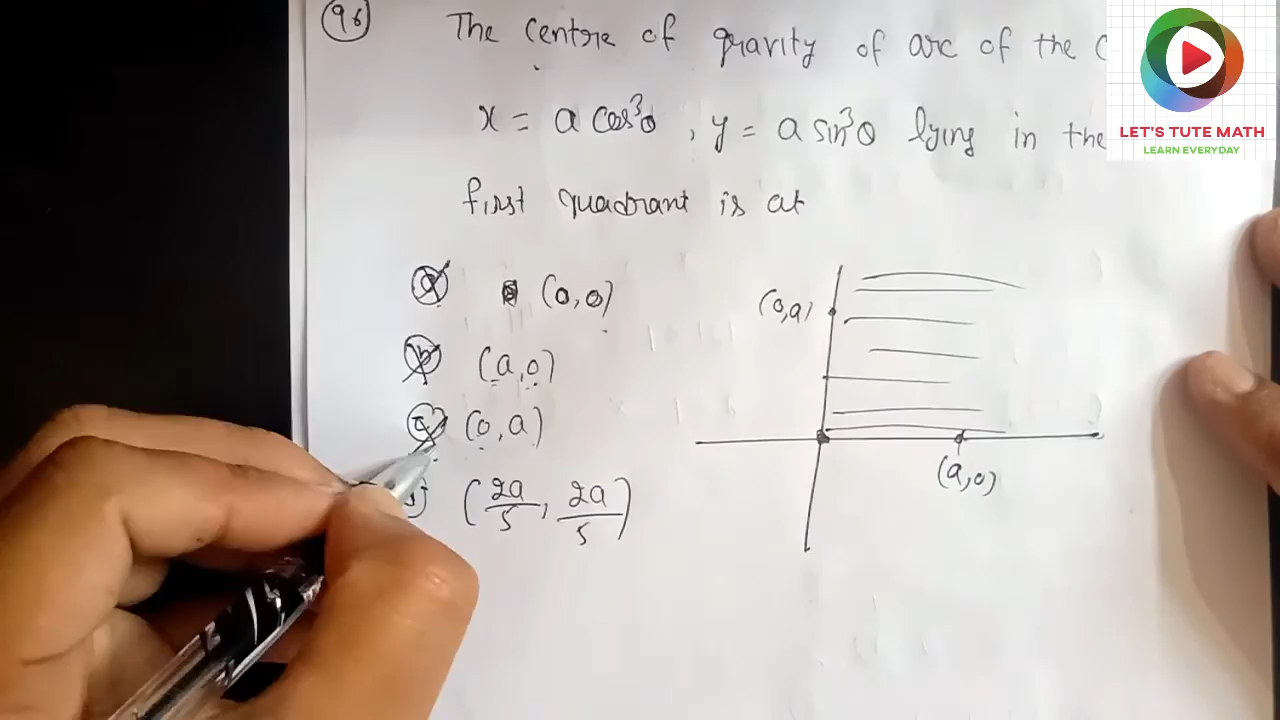 96 The centre of gravity of arc of the
x = a cos³θ , y = a sin³θ lying in the
first quadrant is at
a (0,0)
b (a,0)
c (0,a)
d) (2a/5, 2a/5)
(0,a)
(a,0)
LET'S TUTE MATH
LEARN EVERYDAY